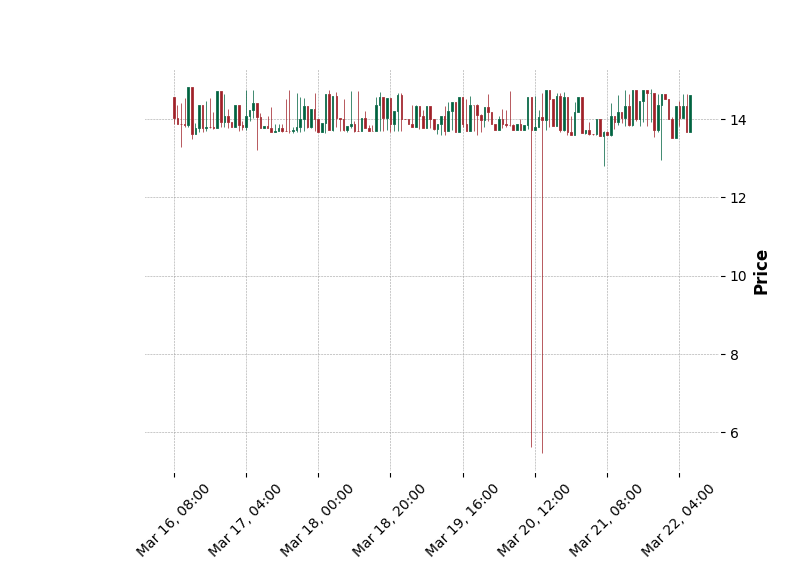 14
12
10
8
6
Price
Mar 16, 08:00
Mar 17, 04:00
Mar 18, 00:00
Mar 18, 20:00
Mar 19, 16:00
Mar 20, 12:00
Mar 21, 08:00
Mar 22, 04:00